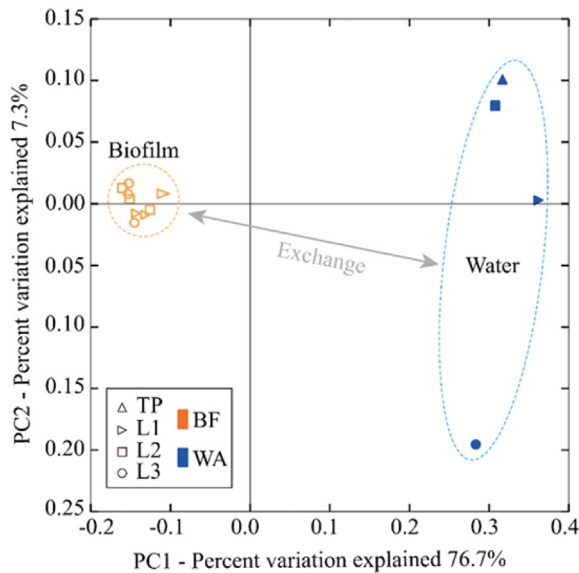 0.15
0.10
0.05
0.00
0.05
0.10
0.15
0.20
0.25
PC2 - Percent variation explained 7.3%
Biofilm
Exchange
Water
TP
L1
L2
L3
BF
WA
-0.2 -0.1 0.0 0.1 0.2 0.3 0.4
PC1 - Percent variation explained 76.7%